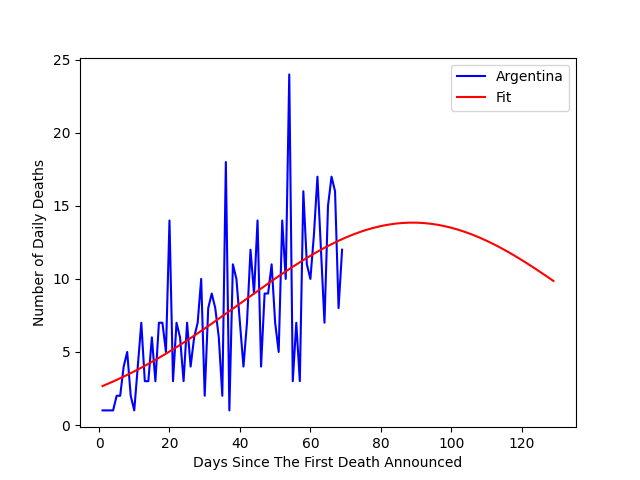 Argentina
Fit
25
20
15
10
5
0
Number of Daily Deaths
0 20 40 60 80 100 120
Days Since The First Death Announced